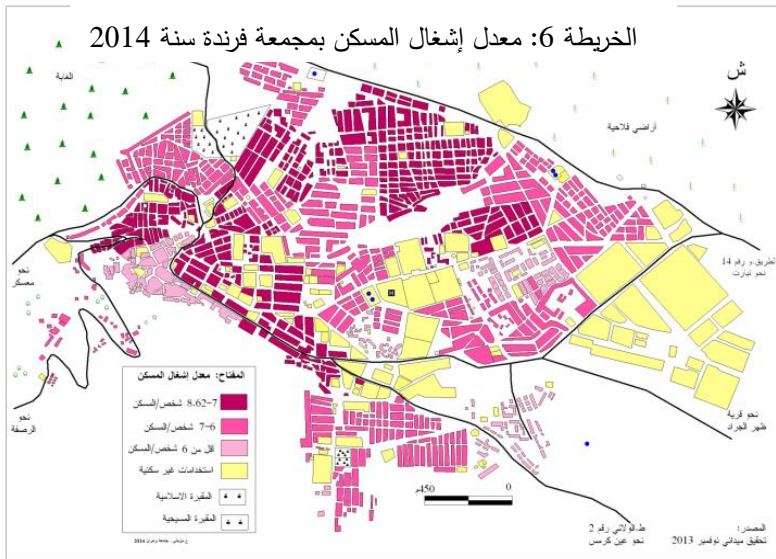 الخريطة 6: معدل إشغال المسكن بمجمعة فرندة سنة 2014
ش
الغابة
أراضي فلاحية
الطريق.و رقم 14
نحو تيارت
نحو
معسكر
نحو
الرصفة
نحو قرية
ظهر الجراد
المفتاح: معدل إشغال المسكن
7-8.62 شخص/المسكن
6-7 شخص/المسكن
أقل من 6 شخص/المسكن
استخدامات غير سكنية
المقبرة الاسلامية
المقبرة المسيحية
450م
0
ط.الولائي رقم 2
نحو عين كرمس
المصدر:
تحقيق ميداني نوفمبر 2013